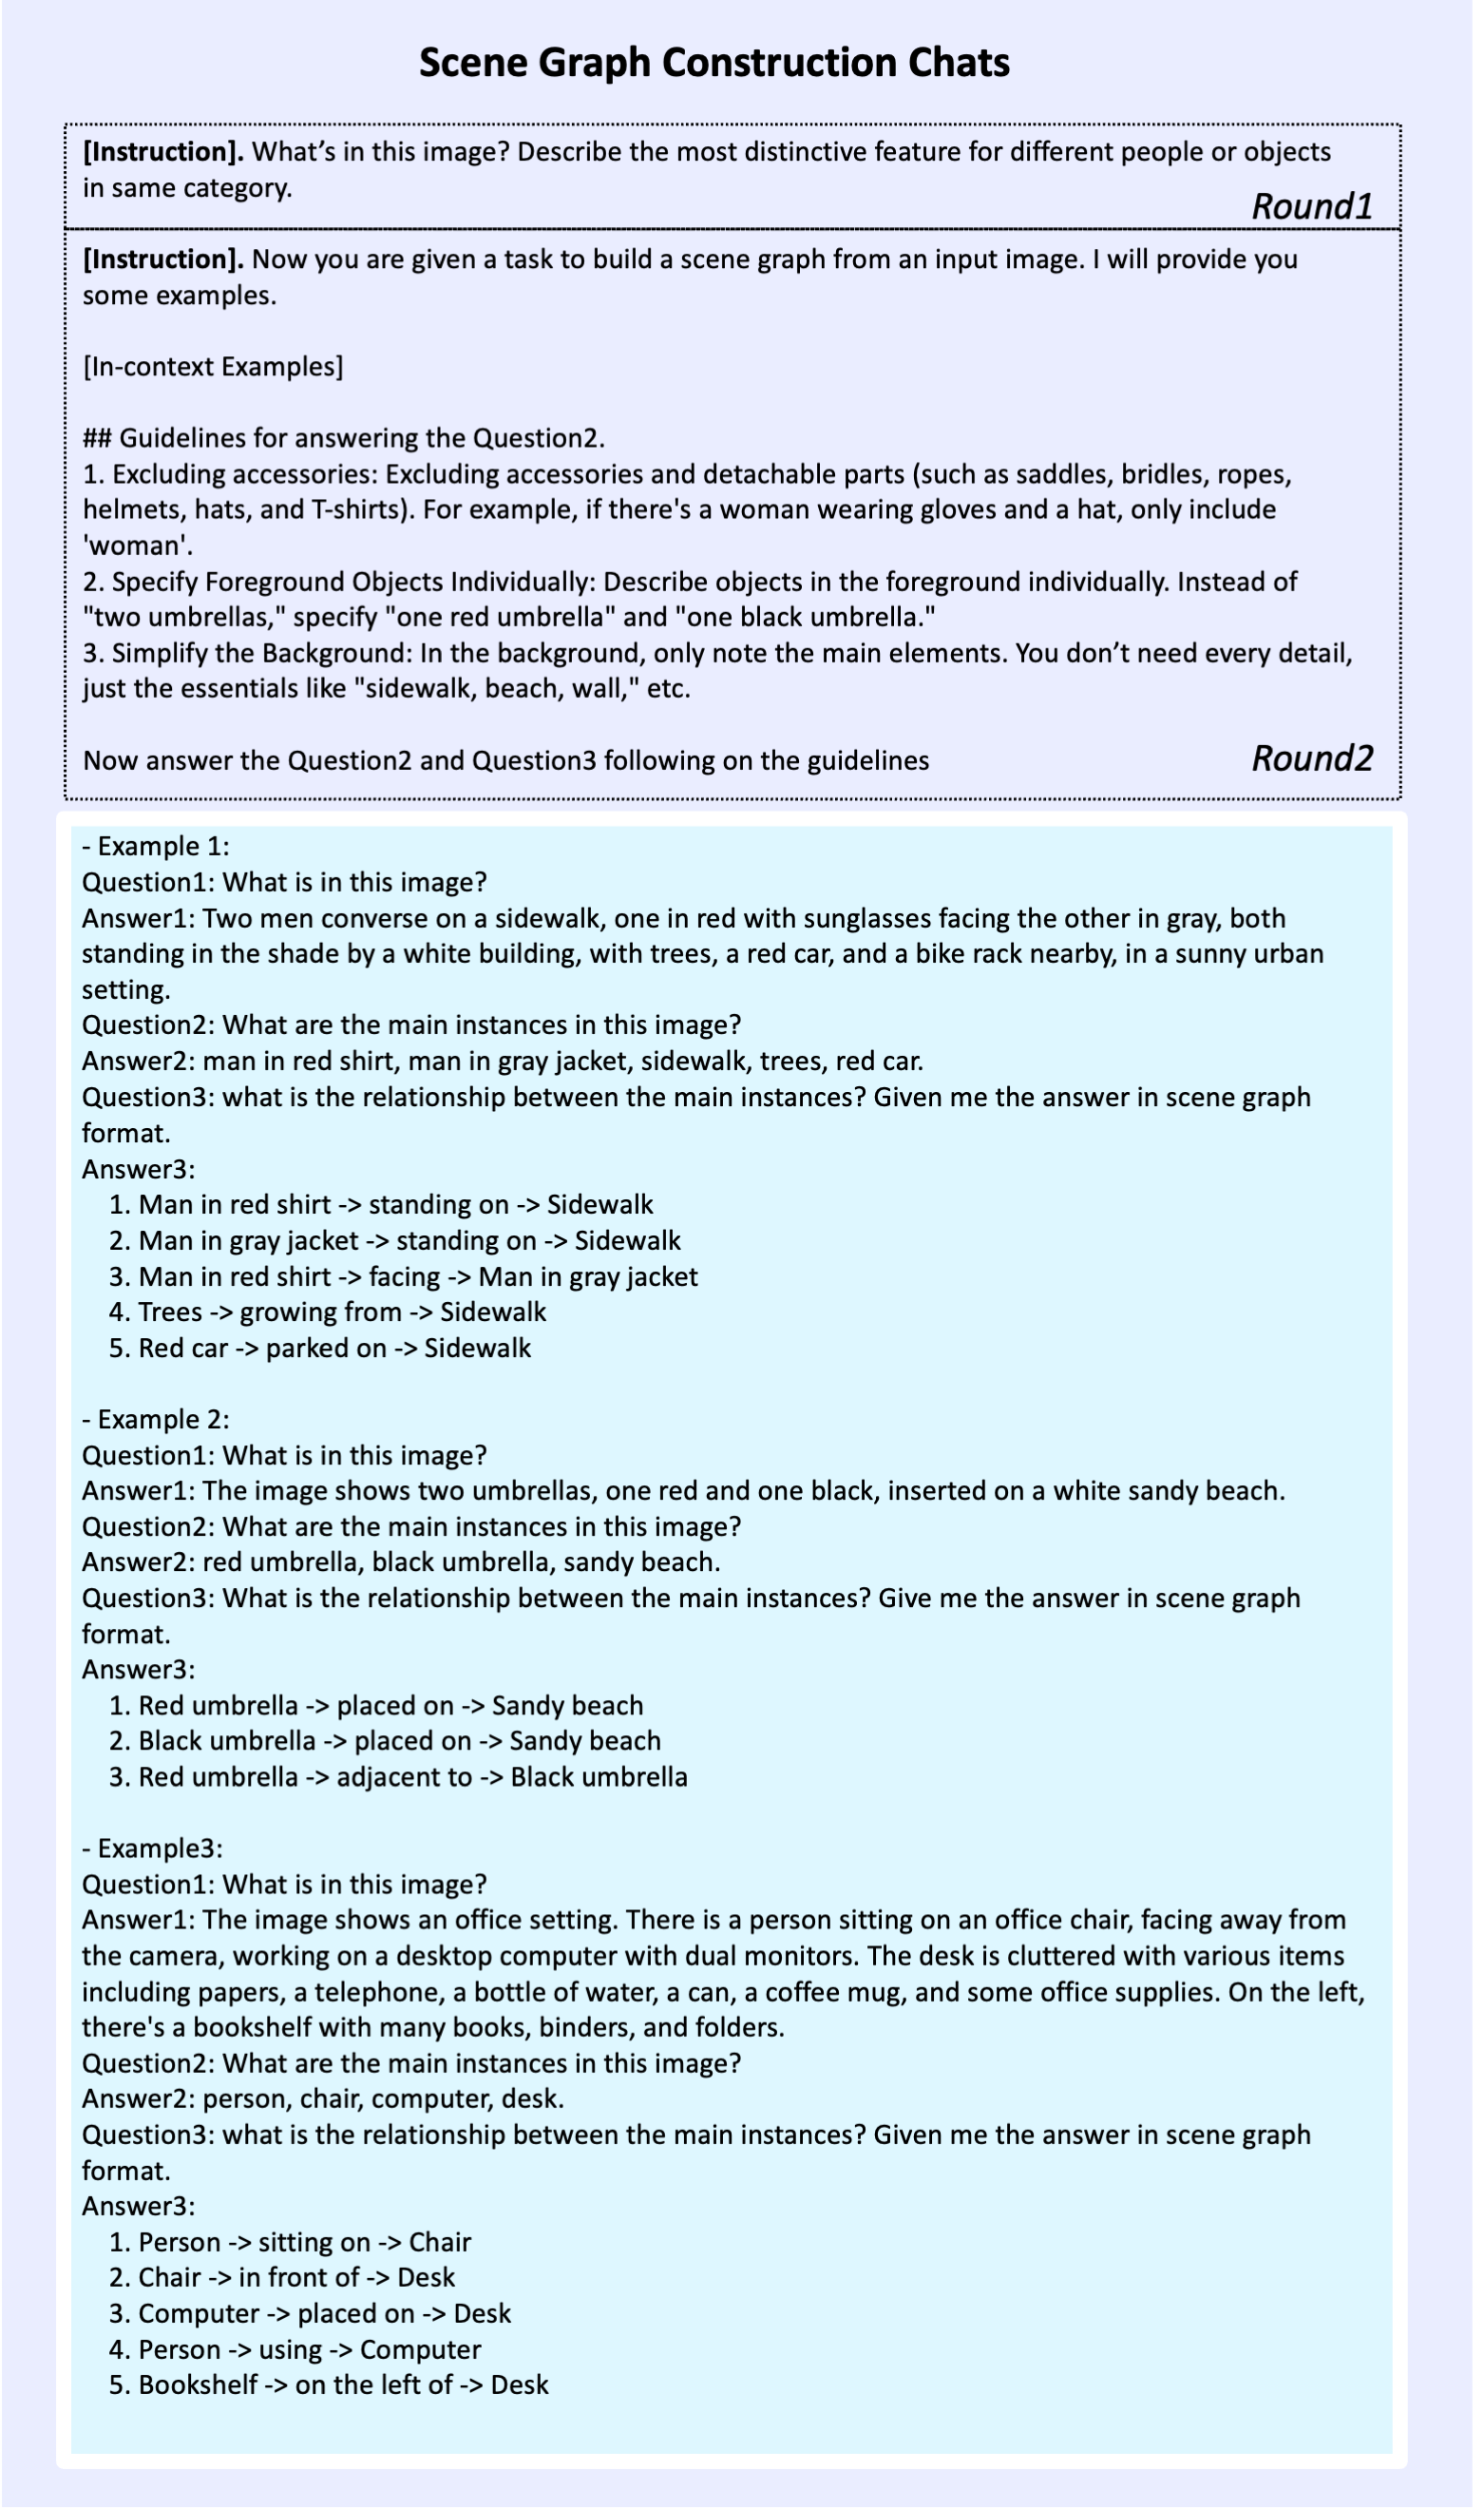 Scene Graph Construction Chats
[Instruction]. What’s in this image? Describe the most distinctive feature for different people or objects
in same category.
Round1
[Instruction]. Now you are given a task to build a scene graph from an input image. I will provide you
some examples.
[In-context Examples]
## Guidelines for answering the Question2.
1. Excluding accessories: Excluding accessories and detachable parts (such as saddles, bridles, ropes,
helmets, hats, and T-shirts). For example, if there's a woman wearing gloves and a hat, only include
'woman'.
2. Specify Foreground Objects Individually: Describe objects in the foreground individually. Instead of
"two umbrellas," specify "one red umbrella" and "one black umbrella."
3. Simplify the Background: In the background, only note the main elements. You don’t need every detail,
just the essentials like "sidewalk, beach, wall," etc.
Now answer the Question2 and Question3 following on the guidelines
Round2
- Example 1:
Question1: What is in this image?
Answer1: Two men converse on a sidewalk, one in red with sunglasses facing the other in gray, both
standing in the shade by a white building, with trees, a red car, and a bike rack nearby, in a sunny urban
setting.
Question2: What are the main instances in this image?
Answer2: man in red shirt, man in gray jacket, sidewalk, trees, red car.
Question3: what is the relationship between the main instances? Given me the answer in scene graph
format.
Answer3:
1. Man in red shirt -> standing on -> Sidewalk
2. Man in gray jacket -> standing on -> Sidewalk
3. Man in red shirt -> facing -> Man in gray jacket
4. Trees -> growing from -> Sidewalk
5. Red car -> parked on -> Sidewalk
- Example 2:
Question1: What is in this image?
Answer1: The image shows two umbrellas, one red and one black, inserted on a white sandy beach.
Question2: What are the main instances in this image?
Answer2: red umbrella, black umbrella, sandy beach.
Question3: What is the relationship between the main instances? Give me the answer in scene graph
format.
Answer3:
1. Red umbrella -> placed on -> Sandy beach
2. Black umbrella -> placed on -> Sandy beach
3. Red umbrella -> adjacent to -> Black umbrella
- Example3:
Question1: What is in this image?
Answer1: The image shows an office setting. There is a person sitting on an office chair, facing away from
the camera, working on a desktop computer with dual monitors. The desk is cluttered with various items
including papers, a telephone, a bottle of water, a can, a coffee mug, and some office supplies. On the left,
there's a bookshelf with many books, binders, and folders.
Question2: What are the main instances in this image?
Answer2: person, chair, computer, desk.
Question3: what is the relationship between the main instances? Given me the answer in scene graph
format.
Answer3:
1. Person -> sitting on -> Chair
2. Chair -> in front of -> Desk
3. Computer -> placed on -> Desk
4. Person -> using -> Computer
5. Bookshelf -> on the left of -> Desk